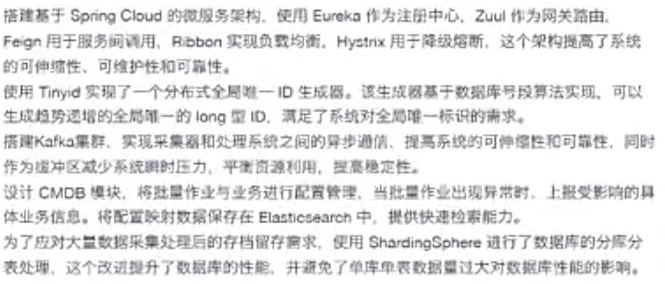 搭建基于 Spring Cloud 的微服务架构，使用 Eureka 作为注册中心，Zuul 作为网关路由，
Feign 用于服务间调用，Ribbon 实现负载均衡，Hystrix 用于降级熔断，这个架构提高了系统
的可伸缩性、可维护性和可靠性。
使用 Tinyid 实现了一个分布式全局唯一 ID 生成器。该生成器基于数据库号段算法实现，可以
生成趋势递增的全局唯一的 long 型 ID，满足了系统对全局唯一标识的需求。
搭建Kafka集群，实现采集器和处理系统之间的异步通信，提高系统的可伸缩性和可靠性，同时
作为缓冲区减少系统瞬时压力，平衡资源利用，提高稳定性。
设计 CMDB 模块，将批量作业与业务进行配置管理，当批量作业出现异常时，上报受影响的具
体业务信息。将配置映射数据保存在 Elasticsearch 中，提供快速检索能力。
为了应对大量数据采集处理后的存档留存需求，使用 ShardingSphere 进行了数据库的分库分
表处理，这个改进提升了数据库的性能，并避免了单库单表数据量过大对数据库性能的影响。